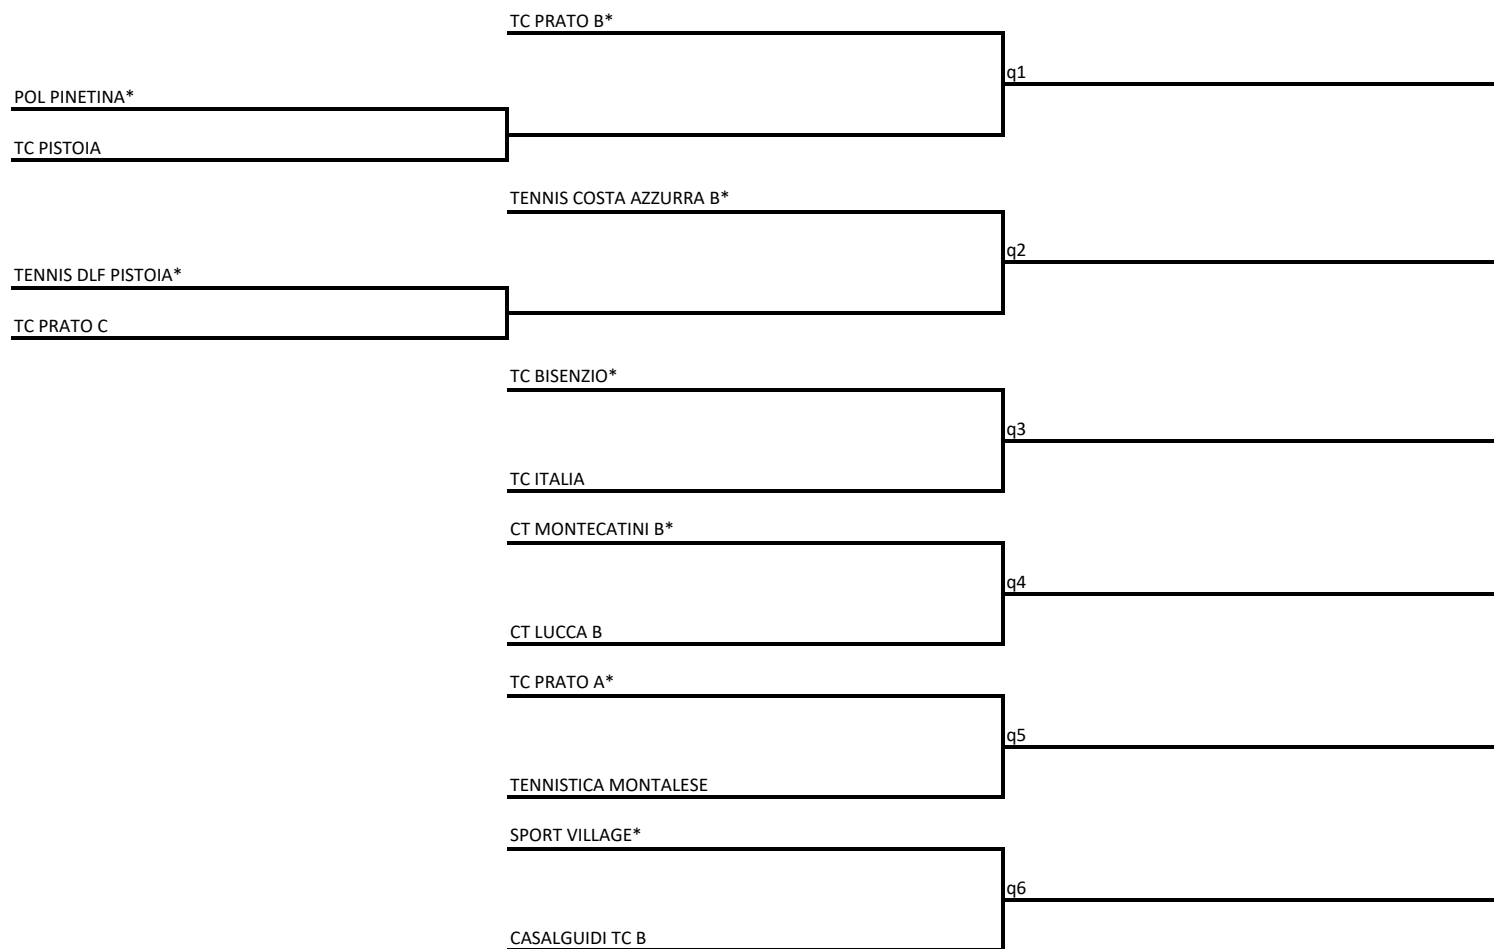 TC PRATO B*
q1
POL PINETINA*
TC PISTOIA
TENNIS COSTA AZZURRA B*
q2
TENNIS DLF PISTOIA*
TC PRATO C
TC BISENZIO*
q3
TC ITALIA
CT MONTECATINI B*
q4
CT LUCCA B
TC PRATO A*
q5
TENNISTICA MONTALESE
SPORT VILLAGE*
q6
CASALGUIDI TC B